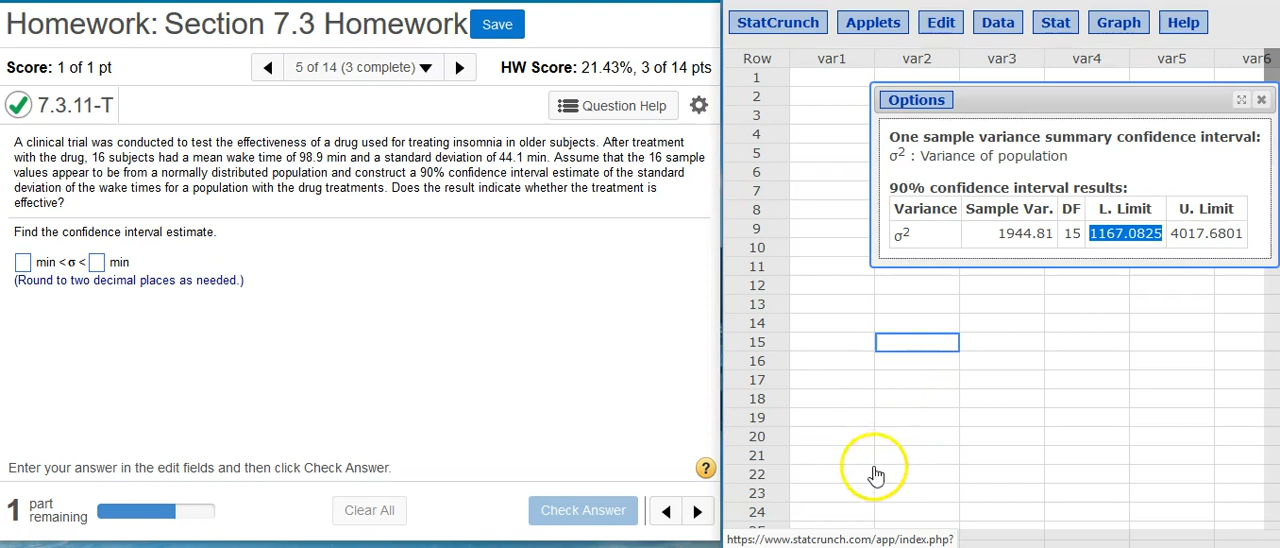 Homework: Section 7.3 Homework Save
Score: 1 of 1 pt
5 of 14 (3 complete)
HW Score: 21.43%, 3 of 14 pts
7.3.11-T
Question Help
A clinical trial was conducted to test the effectiveness of a drug used for treating insomnia in older subjects. After treatment
with the drug, 16 subjects had a mean wake time of 98.9 min and a standard deviation of 44.1 min. Assume that the 16 sample
values appear to be from a normally distributed population and construct a 90% confidence interval estimate of the standard
deviation of the wake times for a population with the drug treatments. Does the result indicate whether the treatment is
effective?
Find the confidence interval estimate.
min < σ < min
(Round to two decimal places as needed.)
Enter your answer in the edit fields and then click Check Answer.
?
1 part remaining
Clear All
Check Answer
StatCrunch Applets Edit Data Stat Graph Help
Row var1 var2 var3 var4 var5 var6
1
2
3
4
5
6
7
8
9
10
11
12
13
14
15
16
17
18
19
20
21
22
23
24
Options
One sample variance summary confidence interval:
σ² : Variance of population
90% confidence interval results:
Variance Sample Var. DF L. Limit U. Limit
σ² 1944.81 15 1167.0825 4017.6801
https://www.statcrunch.com/app/index.php?